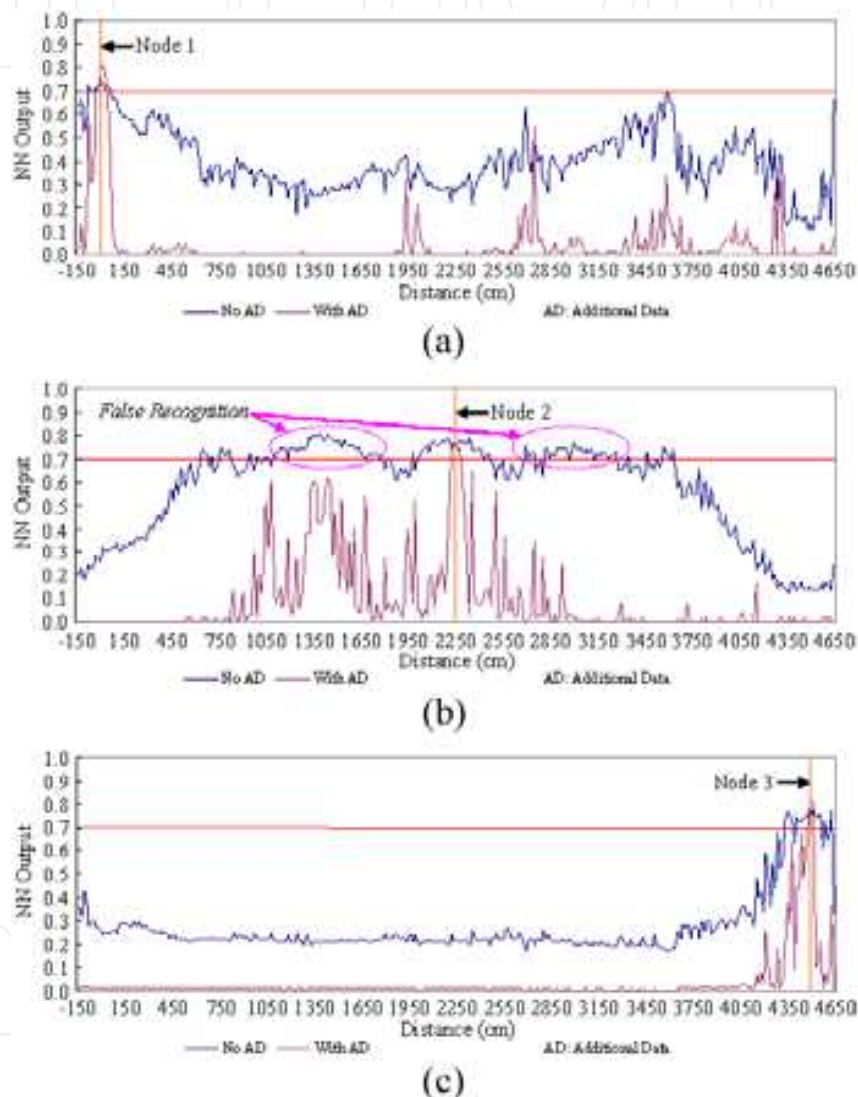 1.0
0.9
0.8
0.7
0.6
0.5
0.4
0.3
0.2
0.1
0.0
NN Output
Node 1
-150 150 450 750 1050 1350 1650 1950 2250 2550 2850 3150 3450 3750 4050 4350 4650
Distance (cm)
No AD With AD AD: Additional Data
(a)
1.0
0.9
0.8
0.7
0.6
0.5
0.4
0.3
0.2
0.1
0.0
NN Output
False Recognition
Node 2
-150 150 450 750 1050 1350 1650 1950 2250 2550 2850 3150 3450 3750 4050 4350 4650
Distance (cm)
No AD With AD AD: Additional Data
(b)
1.0
0.9
0.8
0.7
0.6
0.5
0.4
0.3
0.2
0.1
0.0
NN Output
Node 3
-150 150 450 750 1050 1350 1650 1950 2250 2550 2850 3150 3450 3750 4050 4350 4650
Distance (cm)
No AD With AD AD: Additional Data
(c)